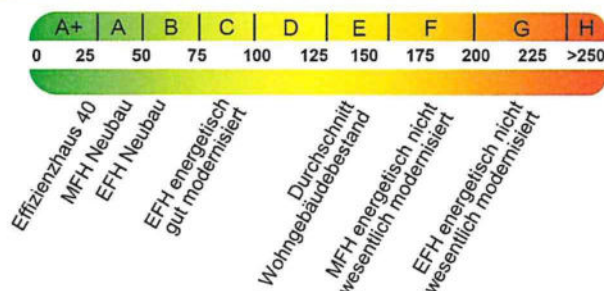 A+ A B C D E F G H
0 25 50 75 100 125 150 175 200 225 >250
Effizienzhaus 40
MFH Neubau
EFH Neubau
EFH energetisch
gut modernisiert
Durchschnitt
Wohngebäudebestand
MFH energetisch nicht
wesentlich modernisiert
EFH energetisch nicht
wesentlich modernisiert